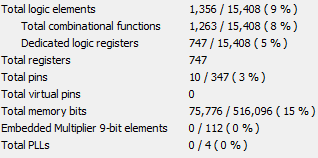 Total logic elements 1,356 / 15,408 ( 9 % )
Total combinational functions 1,263 / 15,408 ( 8 % )
Dedicated logic registers 747 / 15,408 ( 5 % )
Total registers 747
Total pins 10 / 347 ( 3 % )
Total virtual pins 0
Total memory bits 75,776 / 516,096 ( 15 % )
Embedded Multiplier 9-bit elements 0 / 112 ( 0 % )
Total PLLs 0 / 4 ( 0 % )